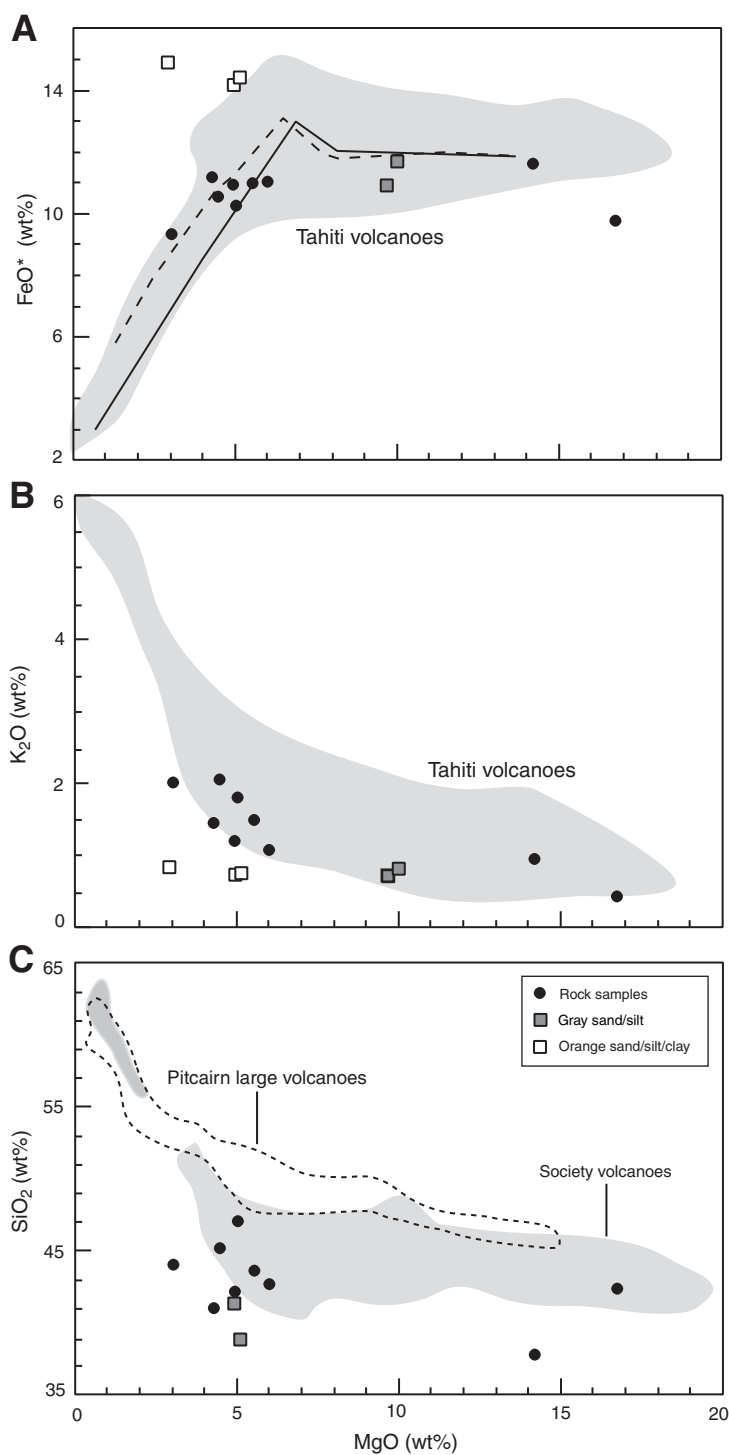 A
14
10
6
2
FeO* (wt%)
Tahiti volcanoes
B
6
4
2
0
K2O (wt%)
Tahiti volcanoes
C
65
55
45
35
SiO2 (wt%)
Rock samples
Gray sand/silt
Orange sand/silt/clay
Pitcairn large volcanoes
Society volcanoes
0 5 10 15 20
MgO (wt%)